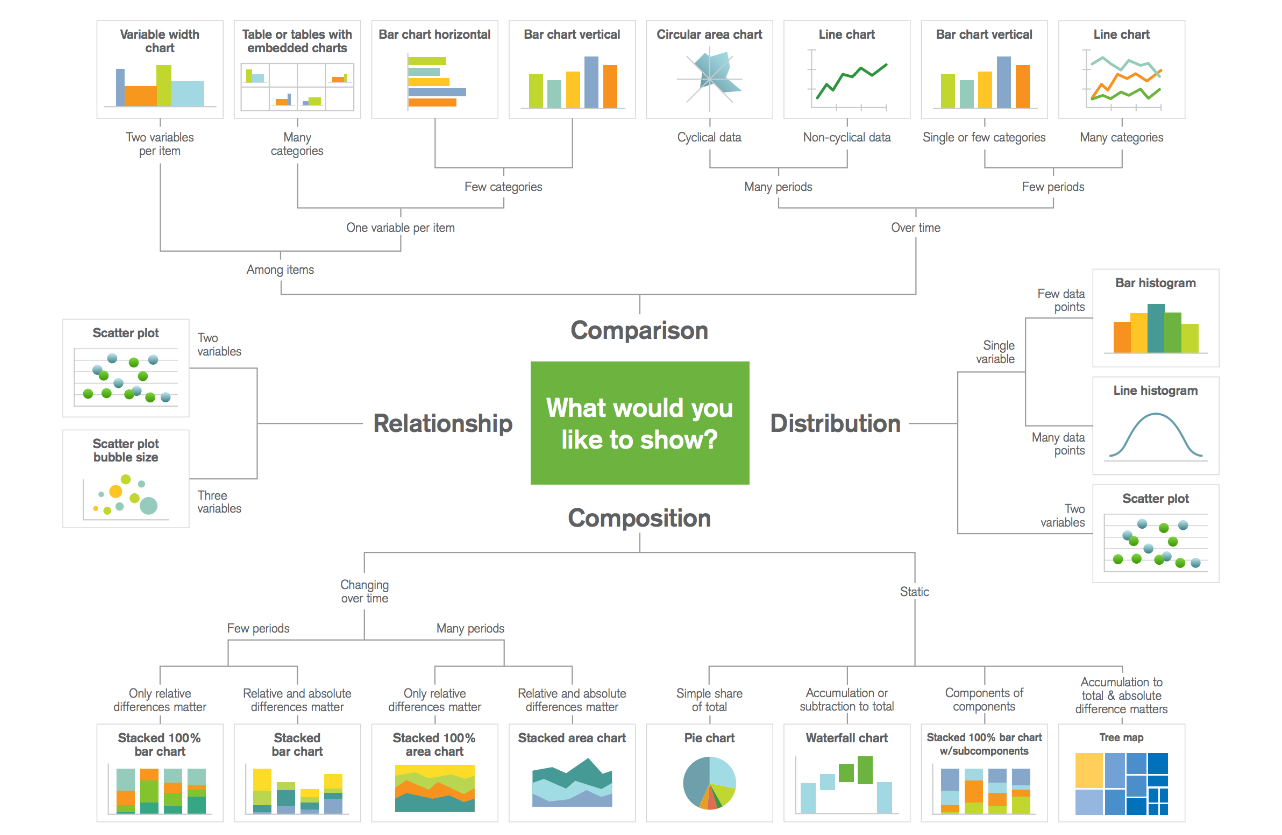 Variable width
chart
Table or tables with
embedded charts
Bar chart horizontal
Bar chart vertical
Circular area chart
Line chart
Bar chart vertical
Line chart
Two variables
per item
Many
categories
Cyclical data
Non-cyclical data
Single or few categories
Many categories
Few categories
Many periods
Few periods
One variable per item
Over time
Among items
Comparison
What would you
like to show?
Relationship
Two
variables
Scatter plot
Three
variables
Scatter plot
bubble size
Distribution
Single
variable
Few data
points
Bar histogram
Many data
points
Line histogram
Two
variables
Scatter plot
Composition
Changing
over time
Static
Few periods
Many periods
Only relative
differences matter
Relative and absolute
differences matter
Only relative
differences matter
Relative and absolute
differences matter
Simple share
of total
Accumulation or
subtraction to total
Components of
components
Accumulation to
total & absolute
difference matters
Stacked 100%
bar chart
Stacked
bar chart
Stacked 100%
area chart
Stacked area chart
Pie chart
Waterfall chart
Stacked 100% bar chart
w/subcomponents
Tree map